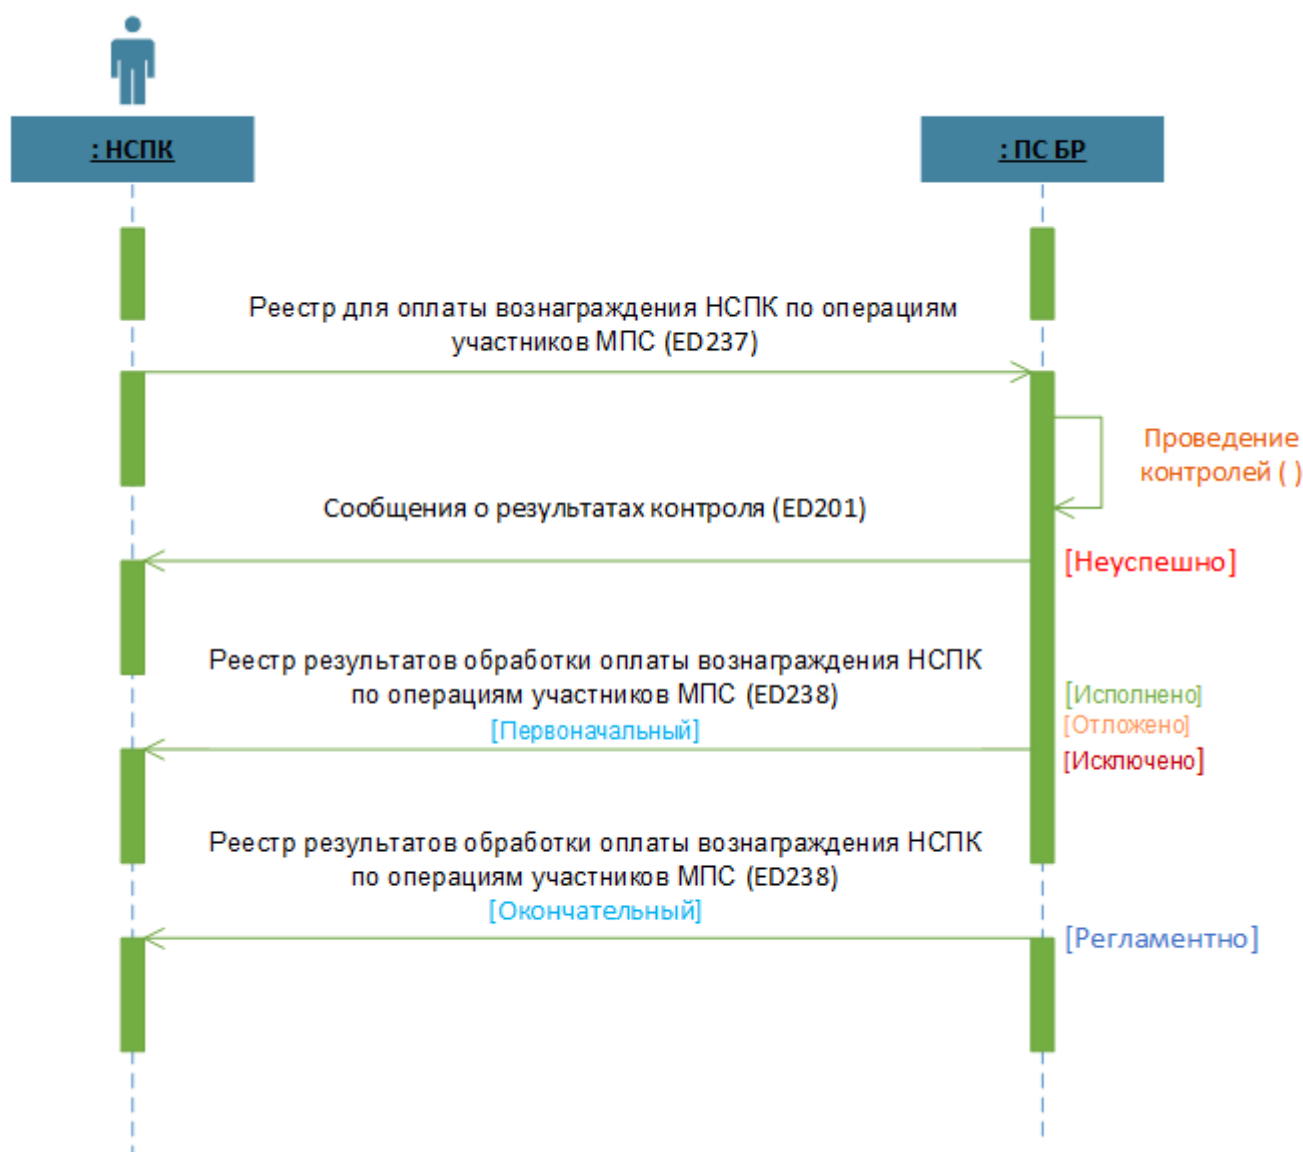 : НСПК
: ПС БР
Реестр для оплаты вознаграждения НСПК по операциям
участников МПС (ED237)
Проведение
контролей ( )
Сообщения о результатах контроля (ED201)
[Неуспешно]
Реестр результатов обработки оплаты вознаграждения НСПК
по операциям участников МПС (ED238)
[Первоначальный]
[Исполнено]
[Отложено]
[Исключено]
Реестр результатов обработки оплаты вознаграждения НСПК
по операциям участников МПС (ED238)
[Окончательный]
[Регламентно]